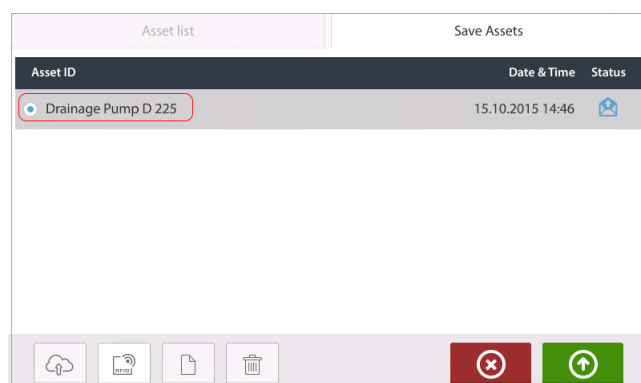 Asset list
Save Assets
Asset ID Date & Time Status
Drainage Pump D 225 15.10.2015 14:46
RFID